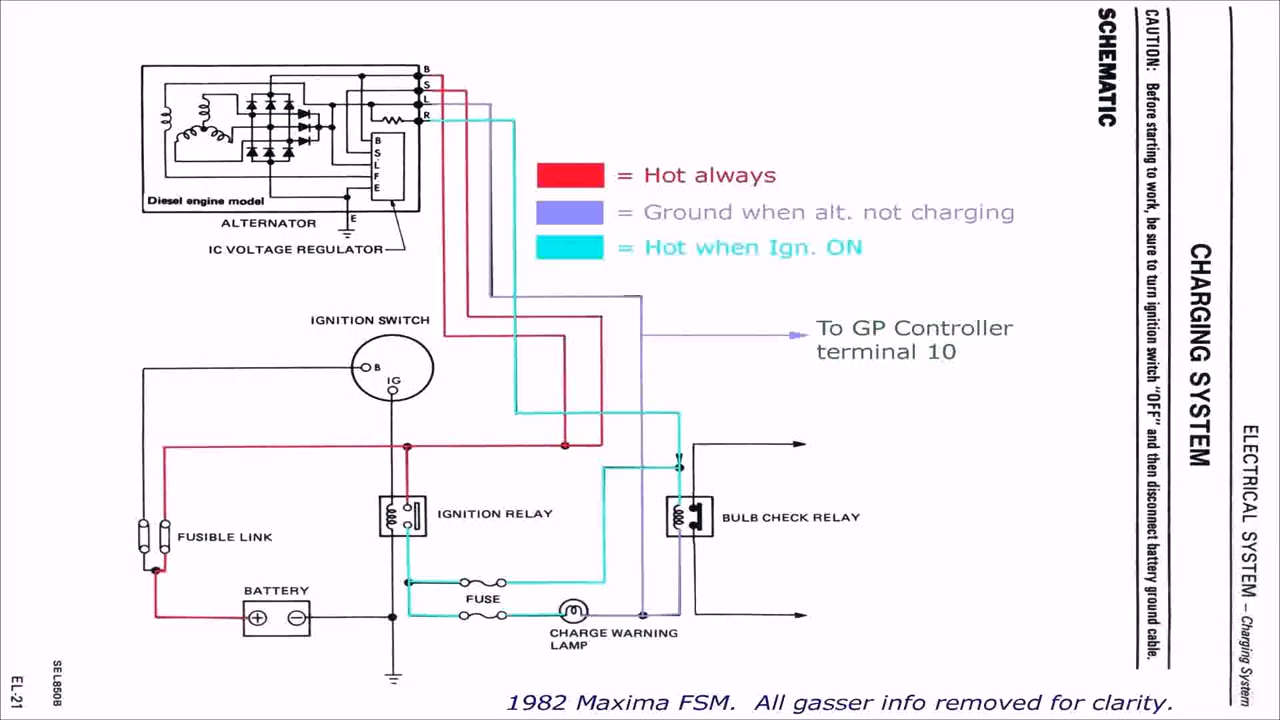 B
S
L
R
B
S
L
F
E
Diesel engine model
E
ALTERNATOR
IC VOLTAGE REGULATOR
= Hot always
= Ground when alt. not charging
= Hot when Ign. ON
To GP Controller
terminal 10
IGNITION SWITCH
B
IG
IGNITION RELAY
BULB CHECK RELAY
FUSIBLE LINK
BATTERY
FUSE
CHARGE WARNING
LAMP
1982 Maxima FSM. All gasser info removed for clarity.
SCHEMATIC
CAUTION: Before starting to work, be sure to turn ignition switch "OFF" and then disconnect battery ground cable.
CHARGING SYSTEM
ELECTRICAL SYSTEM – Charging System
SEL850B
EL-21